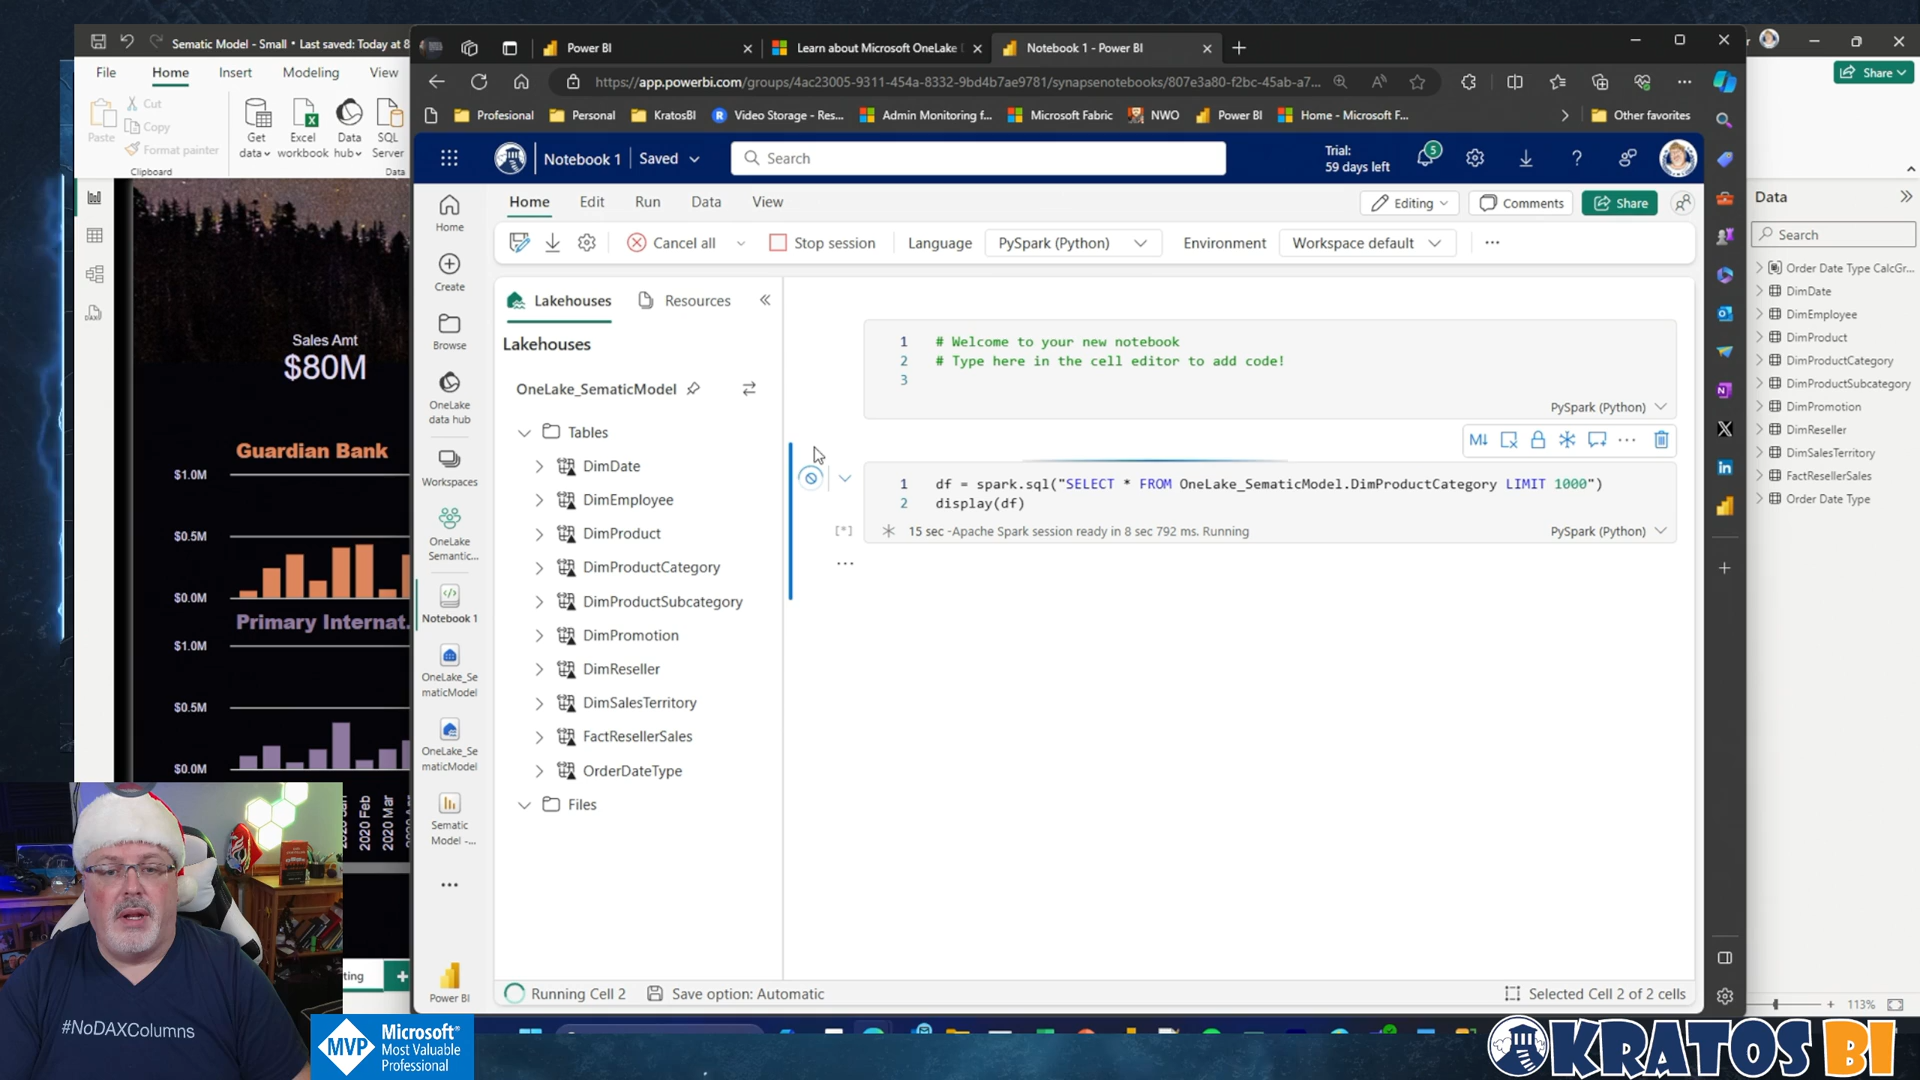 Sematic Model - Small • Last saved: Today at 8
File
Home
Insert
Modeling
View
Share
Paste
Cut
Copy
Format painter
Clipboard
Get data
Excel workbook
Data hub
SQL Server
Data
Sales Amt
$80M
Guardian Bank
$1.0M
$0.5M
$0.0M
Primary Internat.
$1.0M
$0.5M
$0.0M
2020 Feb
2020 Mar
ting
Power BI
Learn about Microsoft OneLake
Notebook 1 - Power BI
https://app.powerbi.com/groups/4ac23005-9311-454a-8332-9bd4b7ae9781/synapsenotebooks/807e3a80-f2bc-45ab-a7...
Profesional
Personal
KratosBI
Video Storage - Res...
Admin Monitoring f...
Microsoft Fabric
NWO
Power BI
Home - Microsoft F...
Other favorites
Notebook 1
Saved
Search
Trial:
59 days left
5
Home
Edit
Run
Data
View
Editing
Comments
Share
Cancel all
Stop session
Language
PySpark (Python)
Environment
Workspace default
Home
Create
Browse
OneLake
data hub
Workspaces
OneLake
Semantic...
Notebook 1
OneLake_Se
maticModel
OneLake_Se
maticModel
Sematic
Model -...
Power BI
Lakehouses
Resources
Lakehouses
OneLake_SematicModel
Tables
DimDate
DimEmployee
DimProduct
DimProductCategory
DimProductSubcategory
DimPromotion
DimReseller
DimSalesTerritory
FactResellerSales
OrderDateType
Files
1 # Welcome to your new notebook
2 # Type here in the cell editor to add code!
3
PySpark (Python)
M↓
1 df = spark.sql("SELECT * FROM OneLake_SematicModel.DimProductCategory LIMIT 1000")
2 display(df)
[*]
15 sec -Apache Spark session ready in 8 sec 792 ms. Running
PySpark (Python)
Running Cell 2
Save option: Automatic
Selected Cell 2 of 2 cells
Data
Search
Order Date Type CalcGr...
DimDate
DimEmployee
DimProduct
DimProductCategory
DimProductSubcategory
DimPromotion
DimReseller
DimSalesTerritory
FactResellerSales
Order Date Type
113%
#NoDAXColumns
MVP
Microsoft®
Most Valuable
Professional
KRATOS BI